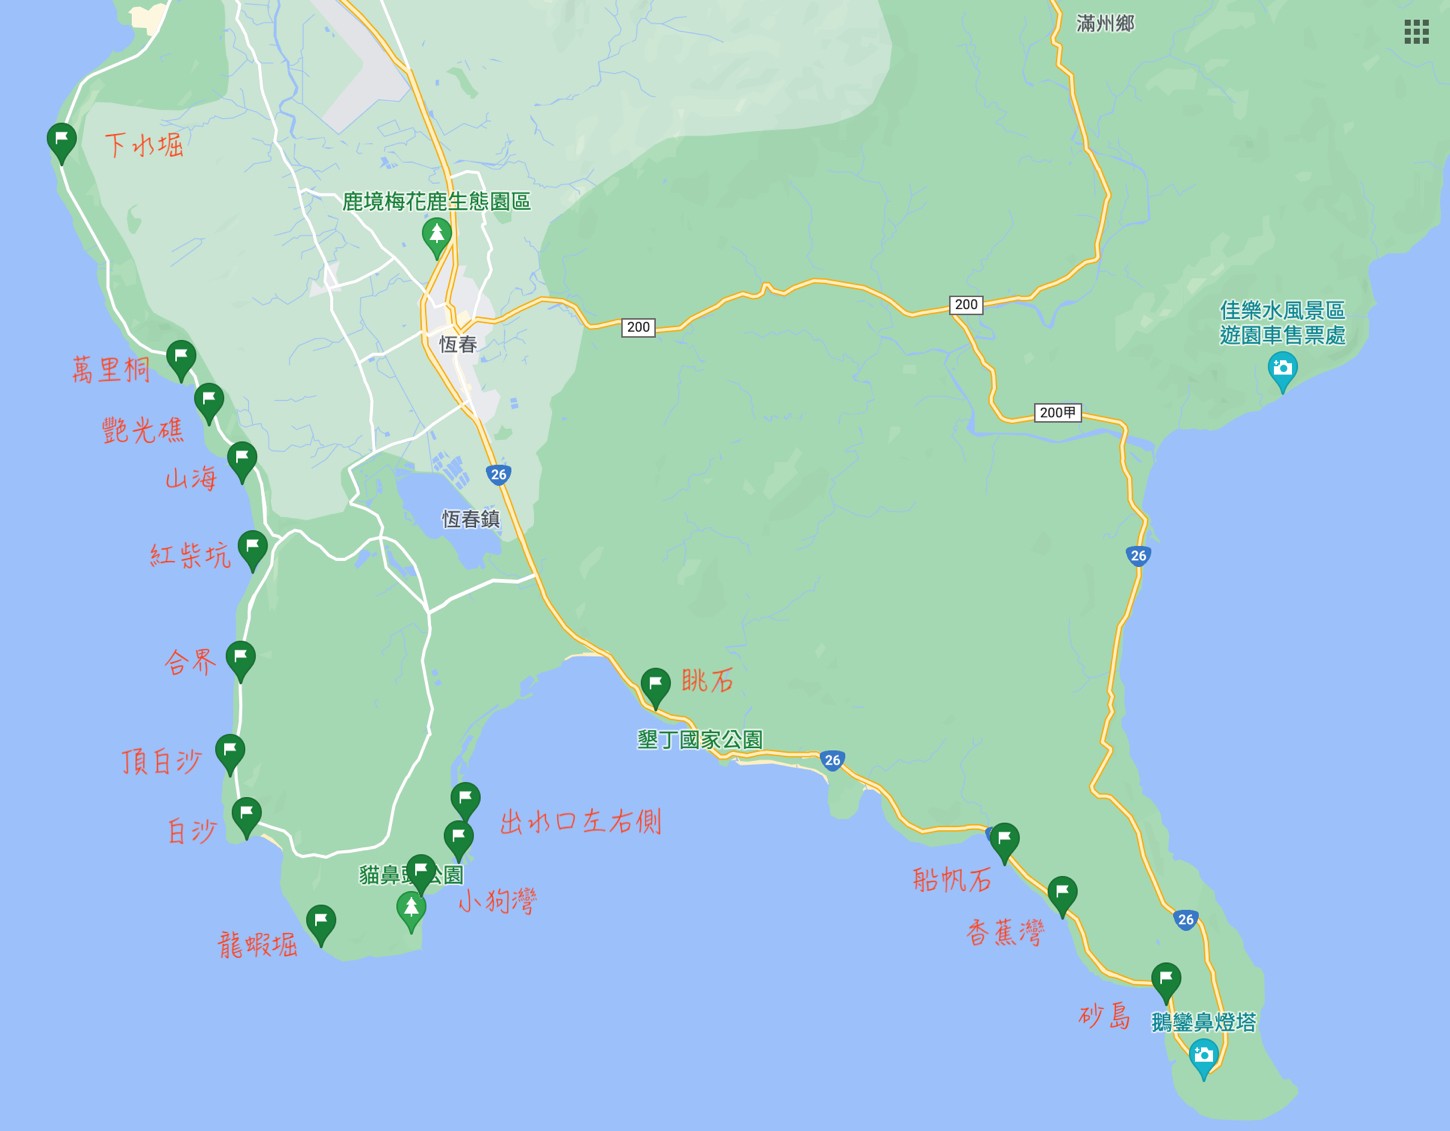 滿州鄉
下水堀
鹿境梅花鹿生態園區
200
200
佳樂水風景區
遊園車售票處
恆春
萬里桐
200甲
艷光礁
山海
26
恆春鎮
紅柴坑
26
合界
眺石
墾丁國家公園
頂白沙
26
出水口左右側
白沙
貓鼻頭公園
船帆石
小狗灣
26
香蕉灣
龍蝦堀
砂島
鵝鑾鼻燈塔